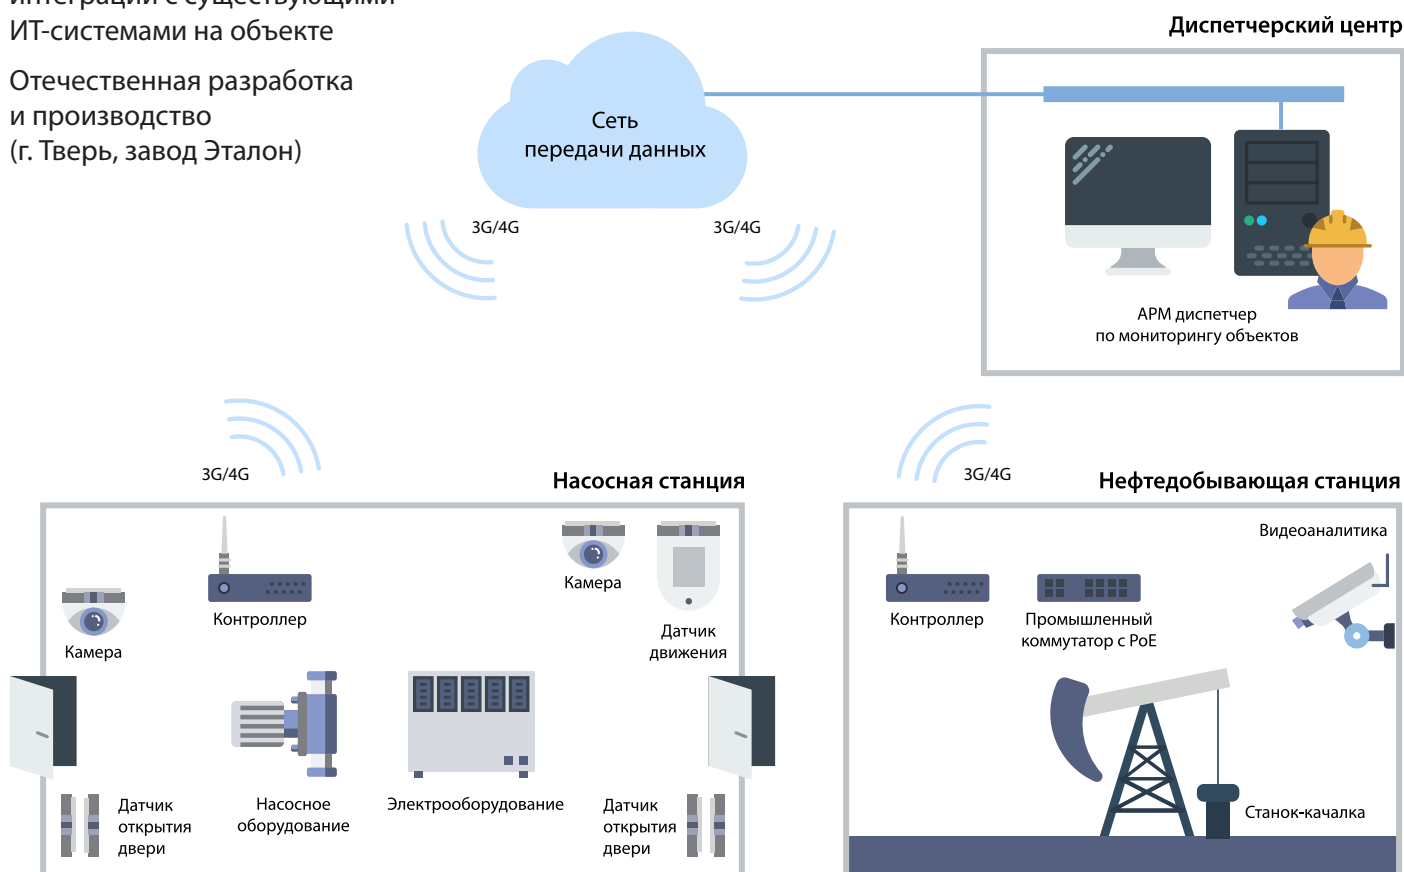 интеграции с существующими
ИТ-системами на объекте
Отечественная разработка
и производство
(г. Тверь, завод Эталон)
Диспетчерский центр
Сеть
передачи данных
3G/4G
3G/4G
АРМ диспетчер
по мониторингу объектов
3G/4G
3G/4G
Насосная станция
Нефтедобывающая станция
Камера
Контроллер
Камера
Датчик
движения
Датчик
открытия
двери
Насосное
оборудование
Электрооборудование
Датчик
открытия
двери
Видеоаналитика
Контроллер
Промышленный
коммутатор с PoE
Станок-качалка